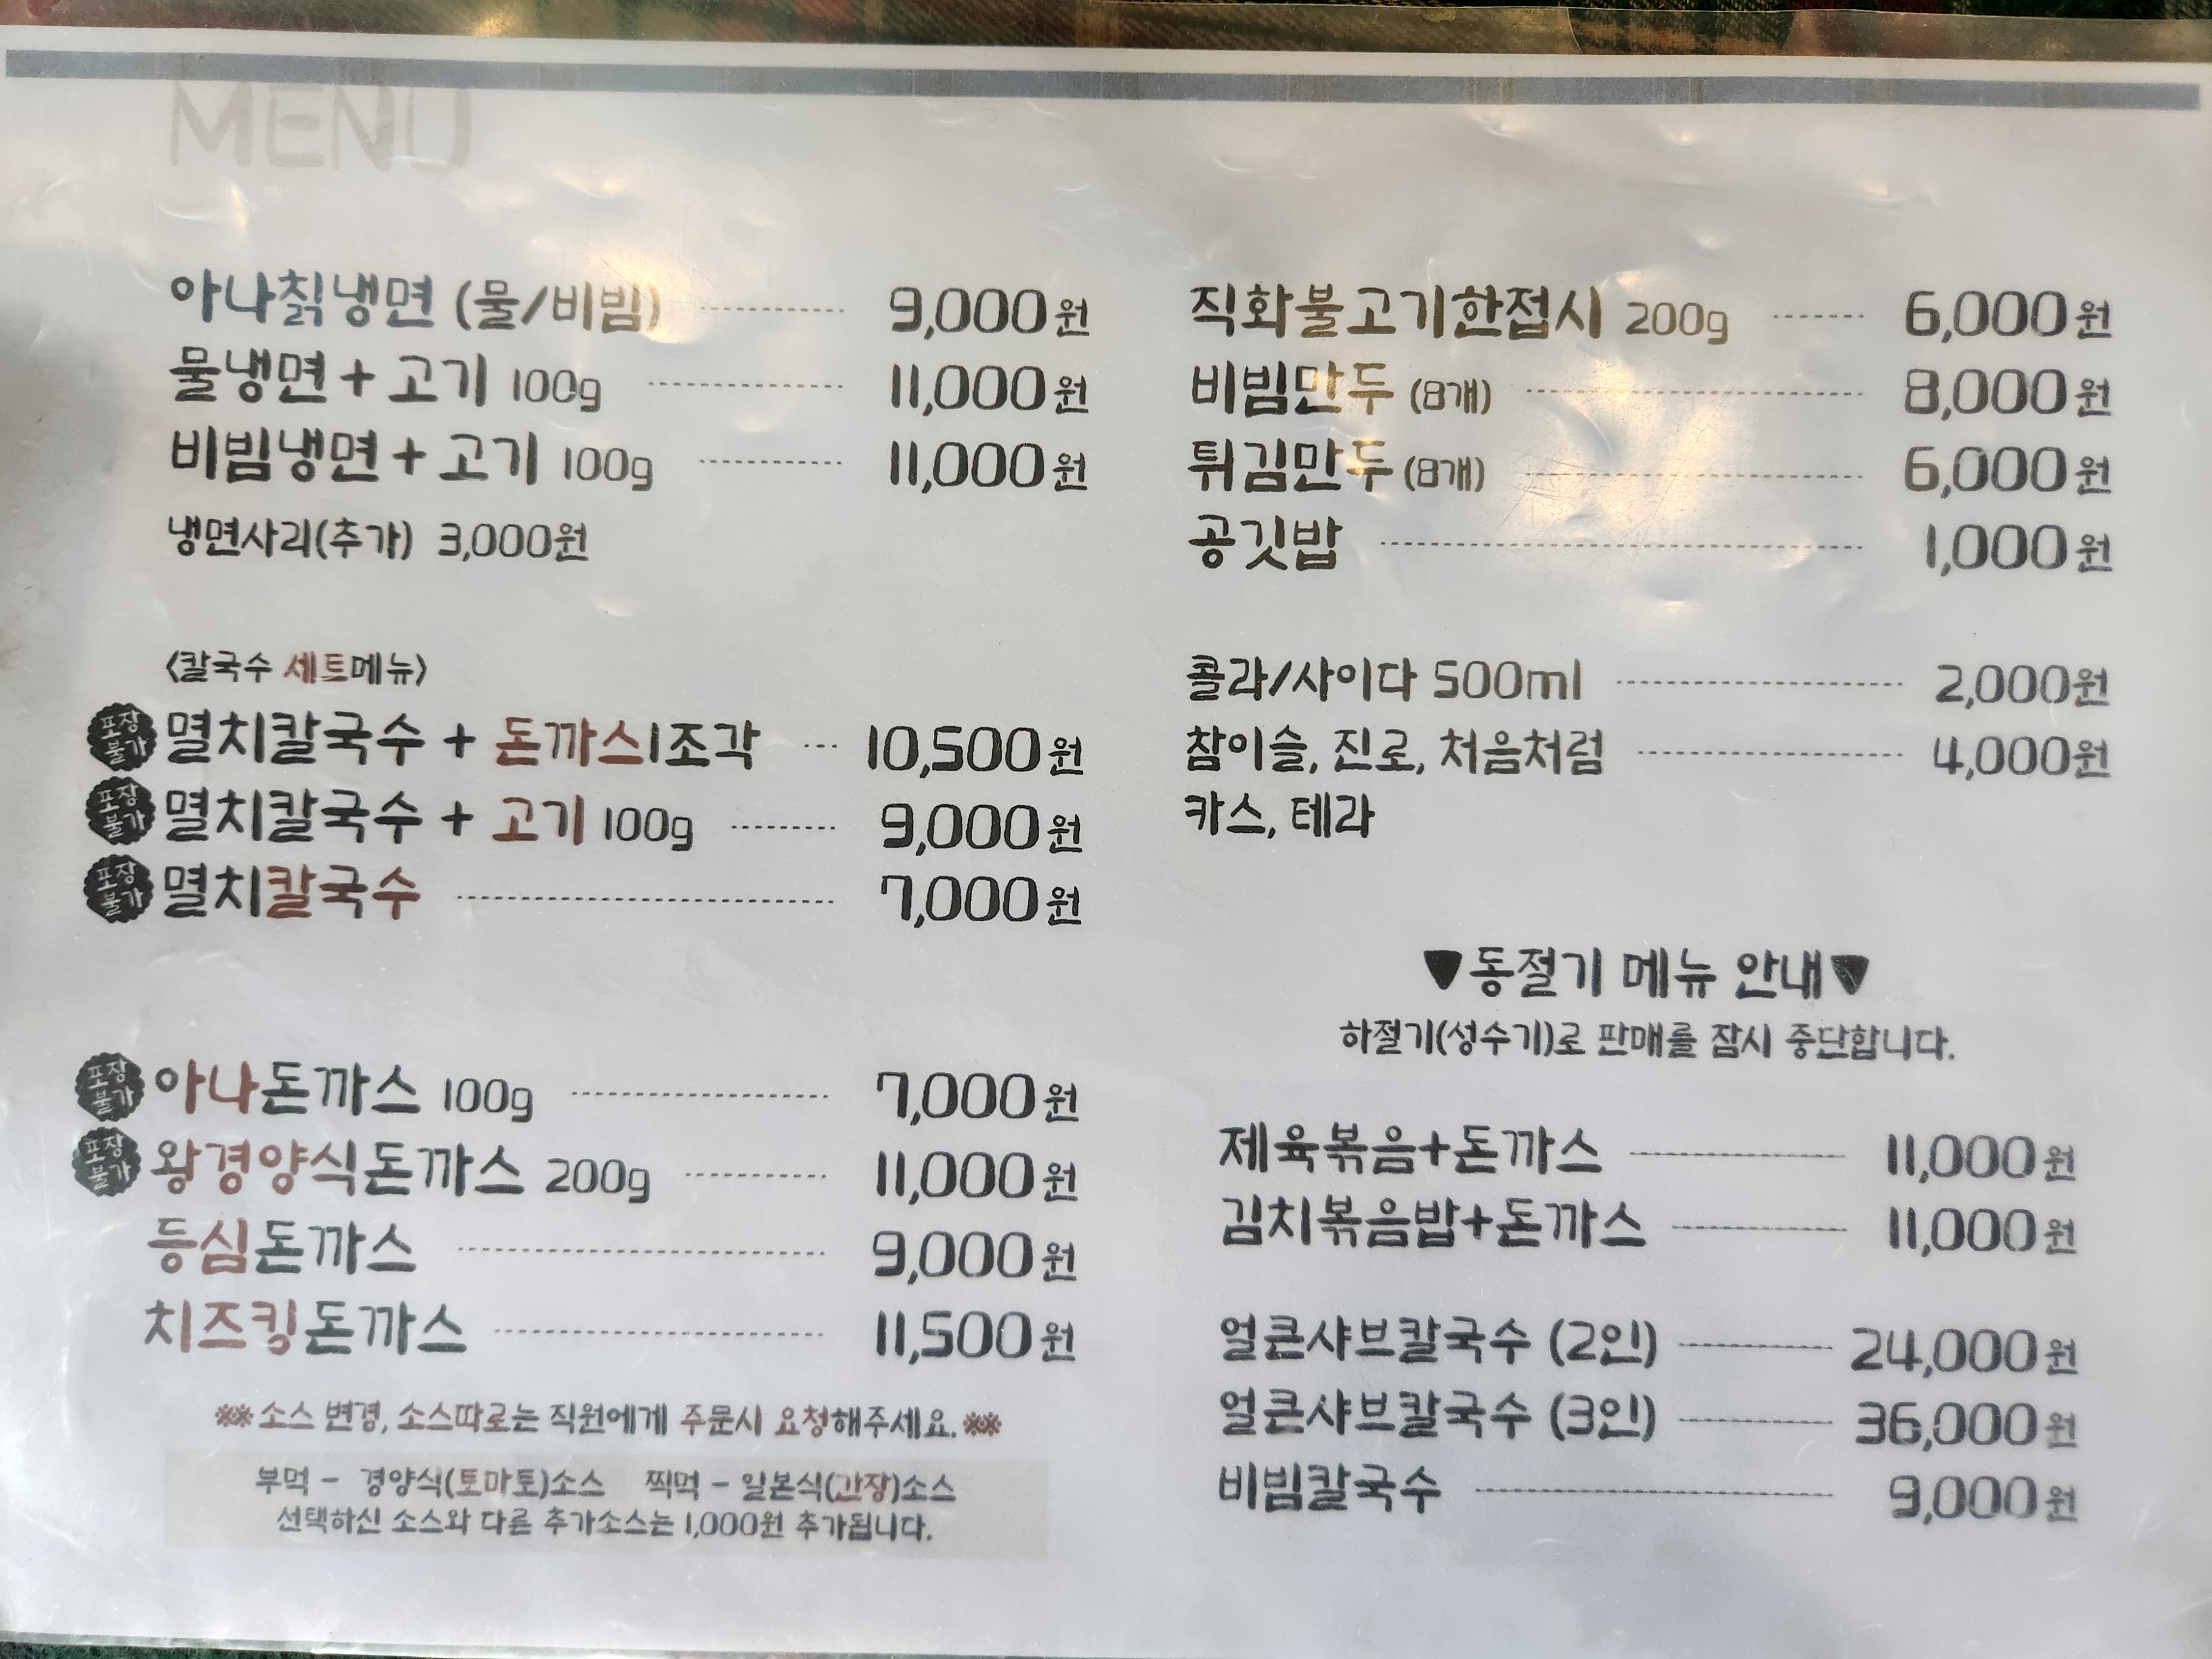 MENU
아나칡냉면 (물/비빔) 9,000원
물냉면 + 고기 100g 11,000원
비빔냉면 + 고기 100g 11,000원
냉면사리(추가) 3,000원
<칼국수 세트메뉴>
포장불가 멸치칼국수 + 돈까스1조각 10,500원
포장불가 멸치칼국수 + 고기 100g 9,000원
포장불가 멸치칼국수 7,000원
포장불가 아나돈까스 100g 7,000원
포장불가 왕경양식돈까스 200g 11,000원
등심돈까스 9,000원
치즈킹돈까스 11,500원
※※ 소스 변경, 소스따로는 직원에게 주문시 요청해주세요. ※※
부먹 - 경양식(토마토)소스 찍먹 - 일본식(간장)소스
선택하신 소스와 다른 추가소스는 1,000원 추가됩니다.
직화불고기한접시 200g 6,000원
비빔만두 (8개) 8,000원
튀김만두 (8개) 6,000원
공깃밥 1,000원
콜라/사이다 500ml 2,000원
참이슬, 진로, 처음처럼 4,000원
카스, 테라
▼동절기 메뉴 안내▼
하절기(성수기)로 판매를 잠시 중단합니다.
제육볶음+돈까스 11,000원
김치볶음밥+돈까스 11,000원
얼큰샤브칼국수 (2인) 24,000원
얼큰샤브칼국수 (3인) 36,000원
비빔칼국수 9,000원